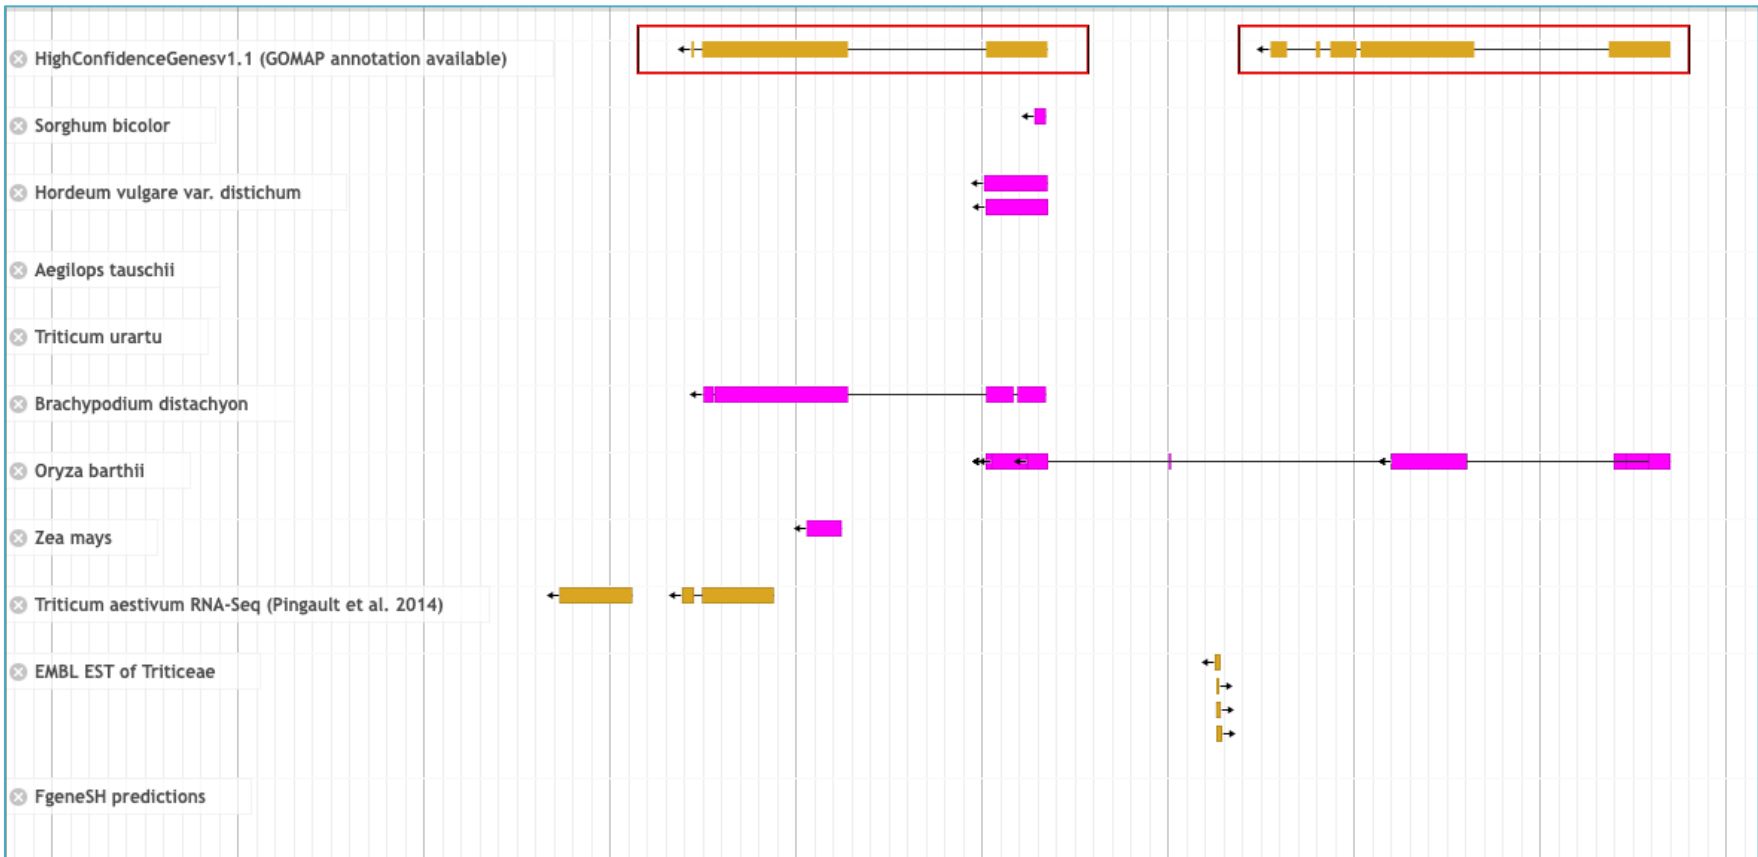 HighConfidenceGenesv1.1 (GOMAP annotation available)
Sorghum bicolor
Hordeum vulgare var. distichum
Aegilops tauschii
Triticum urartu
Brachypodium distachyon
Oryza barthii
Zea mays
Triticum aestivum RNA-Seq (Pingault et al. 2014)
EMBL EST of Triticeae
FgeneSH predictions